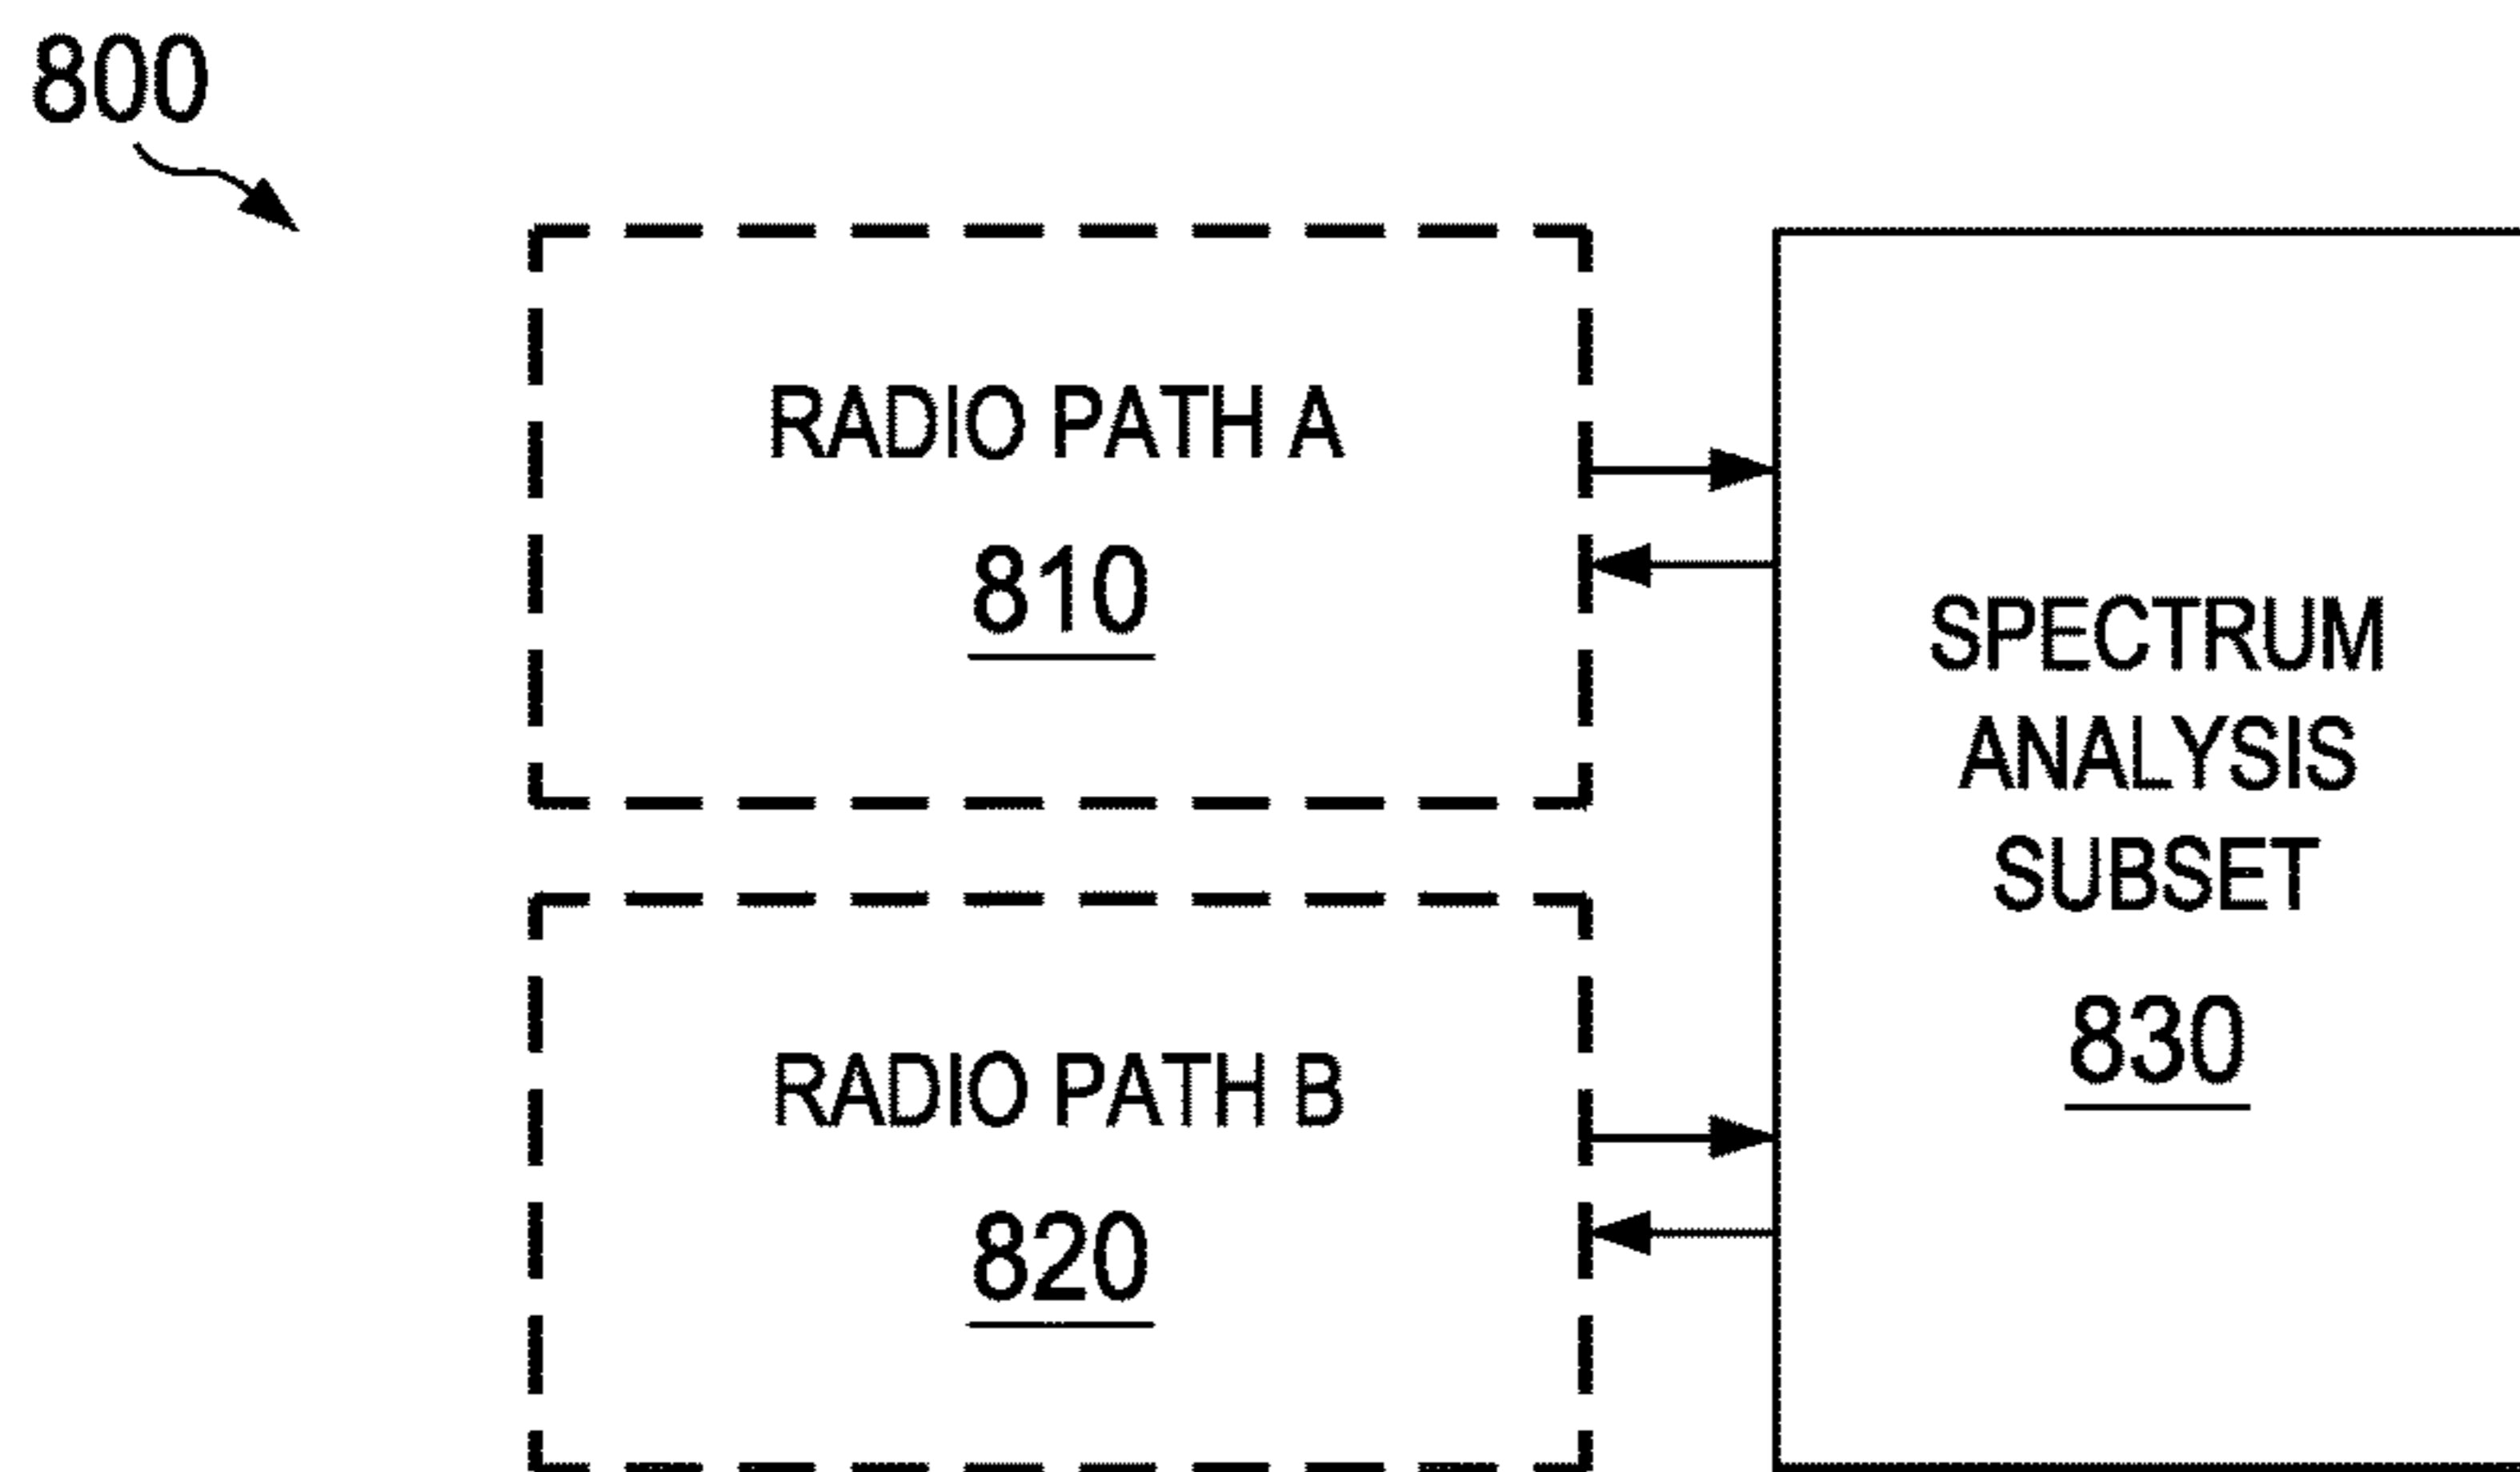 800
RADIO PATH A
810
SPECTRUM
ANALYSIS
SUBSET
830
RADIO PATH B
820